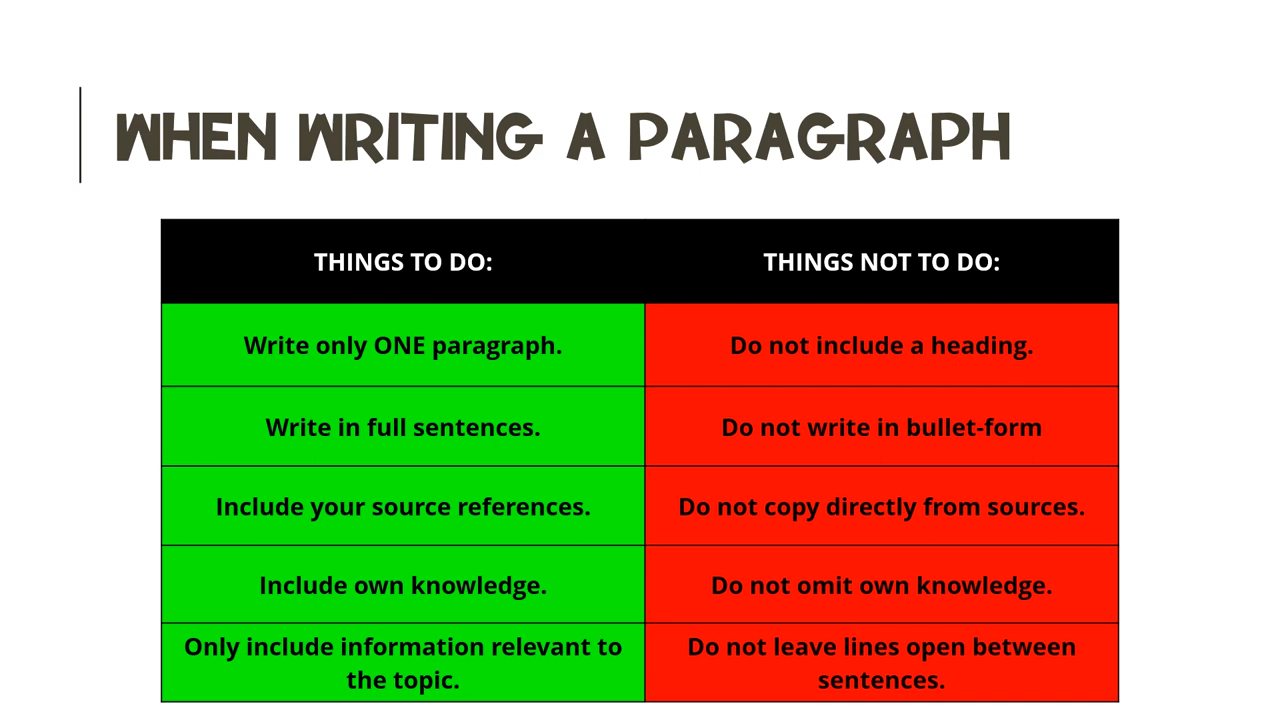 WHEN WRITING A PARAGRAPH
THINGS TO DO:
THINGS NOT TO DO:
Write only ONE paragraph.
Do not include a heading.
Write in full sentences.
Do not write in bullet-form
Include your source references.
Do not copy directly from sources.
Include own knowledge.
Do not omit own knowledge.
Only include information relevant to
the topic.
Do not leave lines open between
sentences.